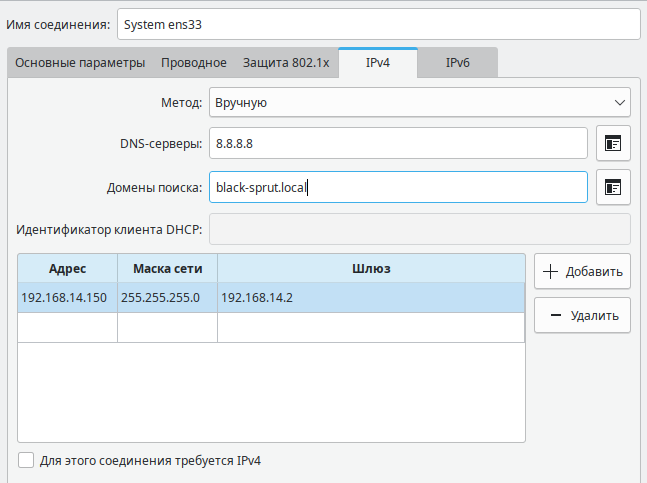 Имя соединения: System ens33
Основные параметры Проводное Защита 802.1x IPv4 IPv6
Метод: Вручную
DNS-серверы: 8.8.8.8
Домены поиска: black-sprut.local
Идентификатор клиента DHCP:
Адрес Маска сети Шлюз
192.168.14.150 255.255.255.0 192.168.14.2
Добавить
Удалить
Для этого соединения требуется IPv4